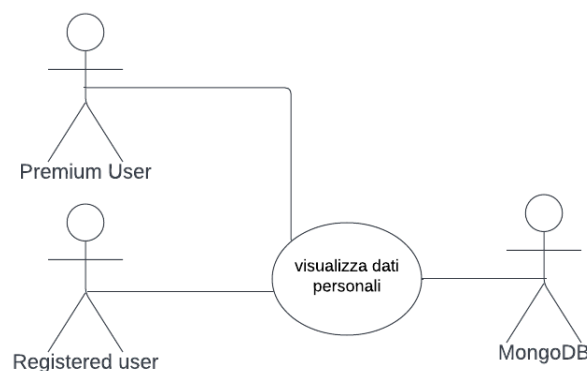 Premium User
visualizza dati
personali
MongoDB
Registered user